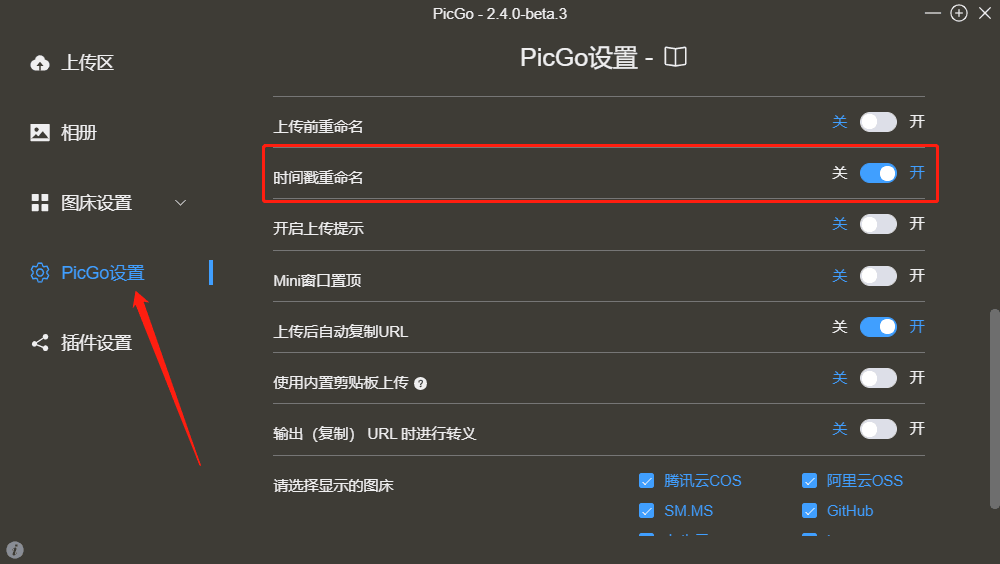 PicGo - 2.4.0-beta.3
上传区
相册
图床设置
PicGo设置
插件设置
PicGo设置 -
上传前重命名 关 开
时间戳重命名 关 开
开启上传提示 关 开
Mini窗口置顶 关 开
上传后自动复制URL 关 开
使用内置剪贴板上传 ? 关 开
输出（复制） URL 时进行转义 关 开
请选择显示的图床 腾讯云COS 阿里云OSS
SM.MS GitHub